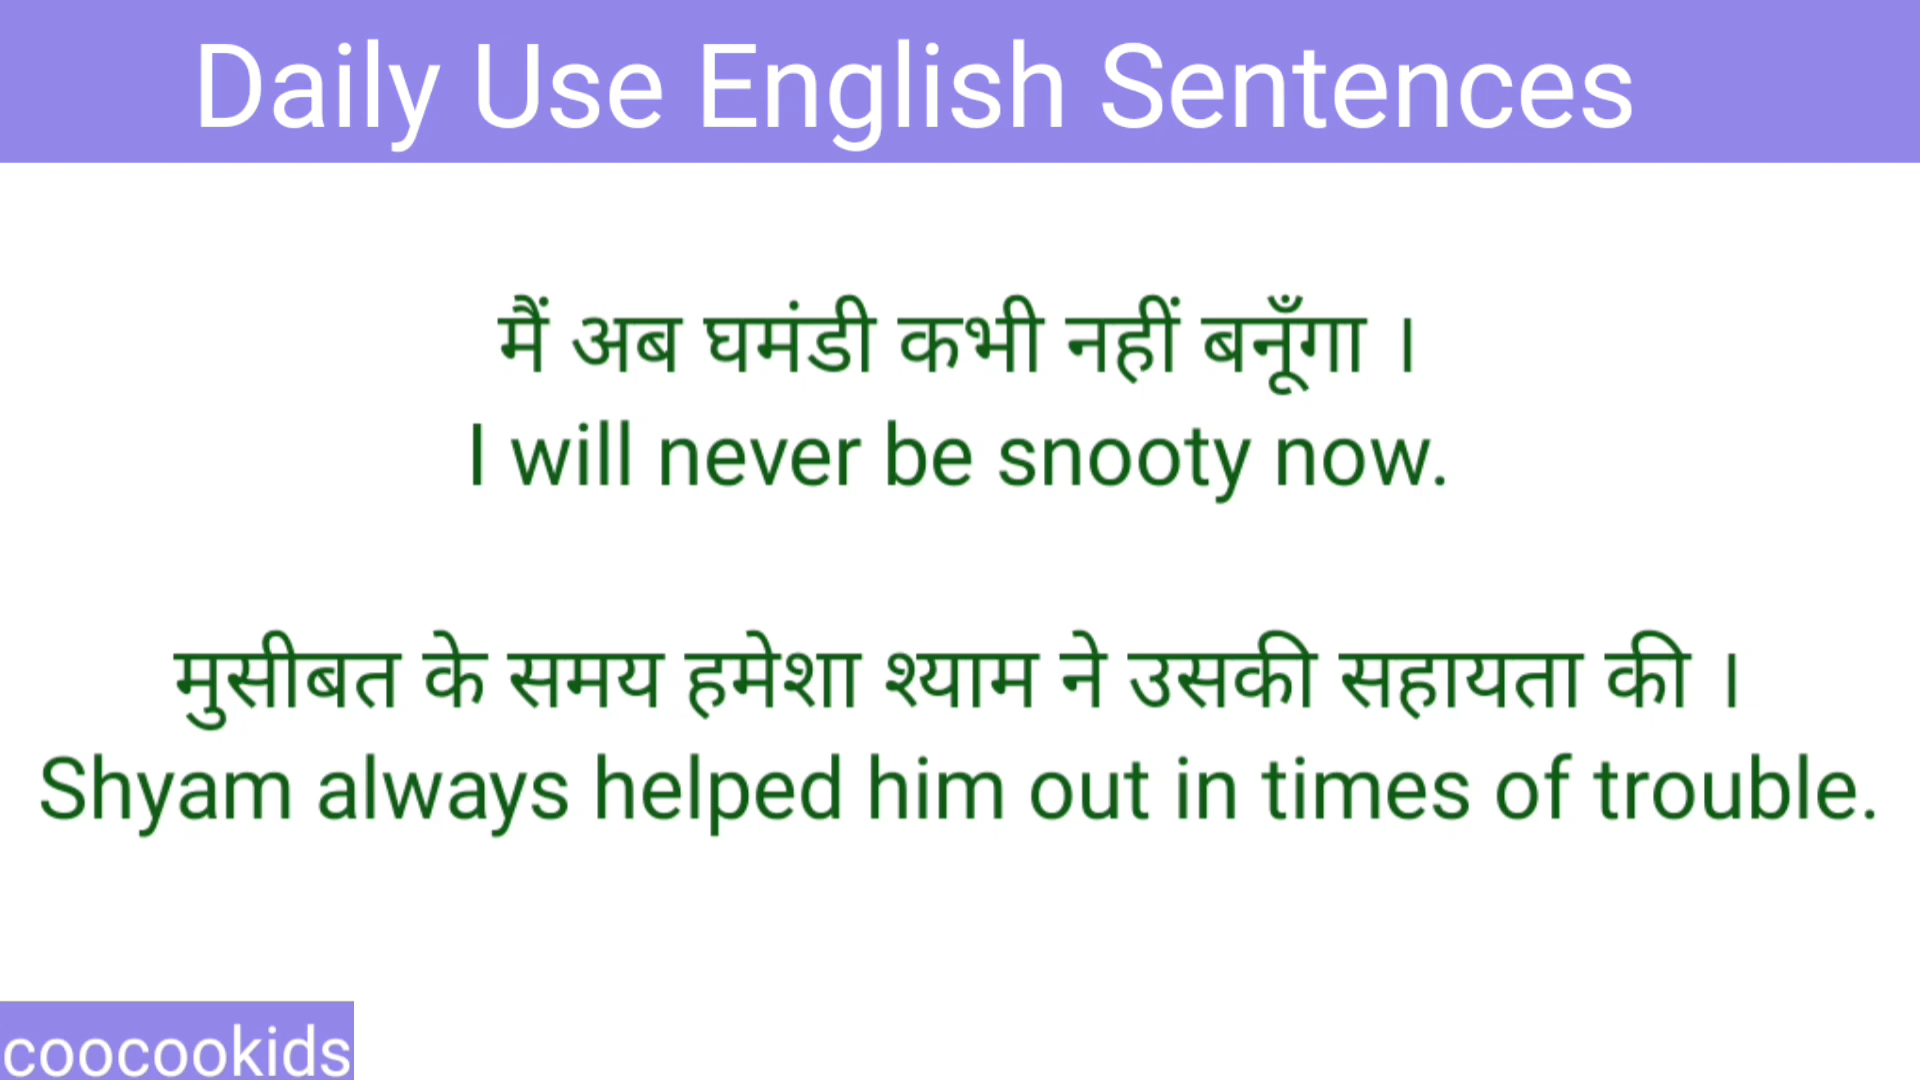 Daily Use English Sentences
मैं अब घमंडी कभी नहीं बनूँगा ।
I will never be snooty now.
मुसीबत के समय हमेशा श्याम ने उसकी सहायता की ।
Shyam always helped him out in times of trouble.
coocookids